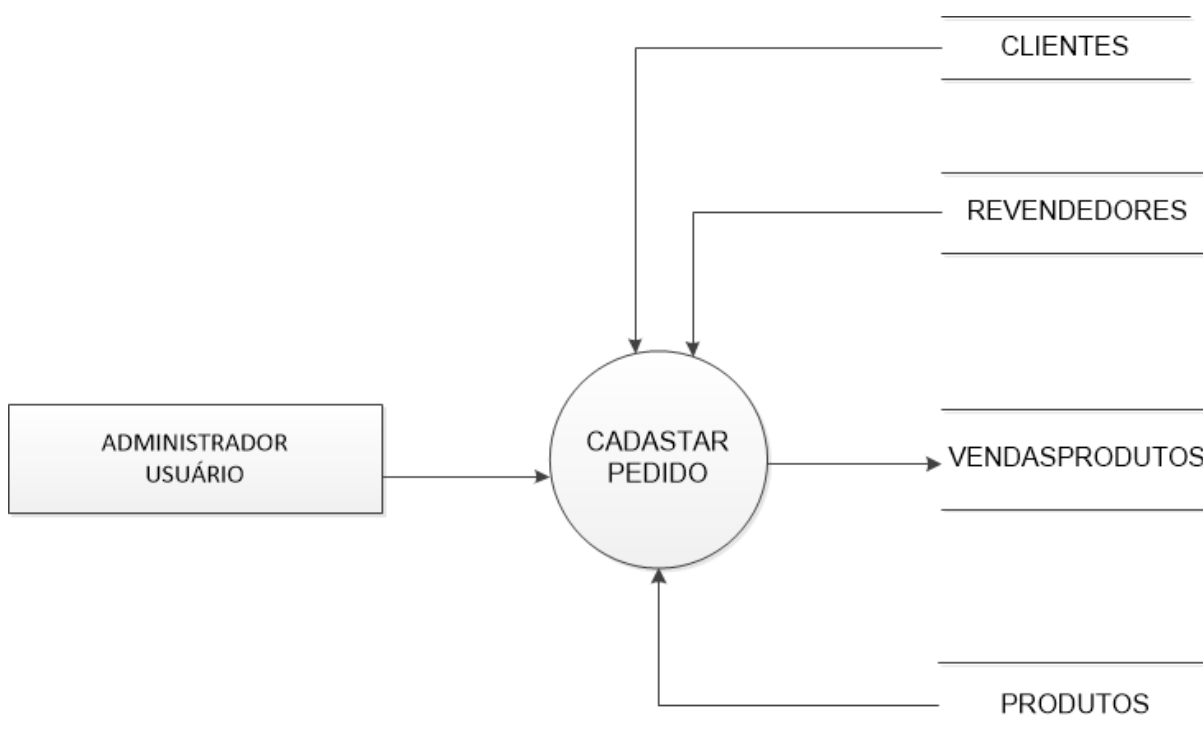 CLIENTES
REVENDEDORES
ADMINISTRADOR
USUÁRIO
CADASTAR
PEDIDO
VENDASPRODUTOS
PRODUTOS